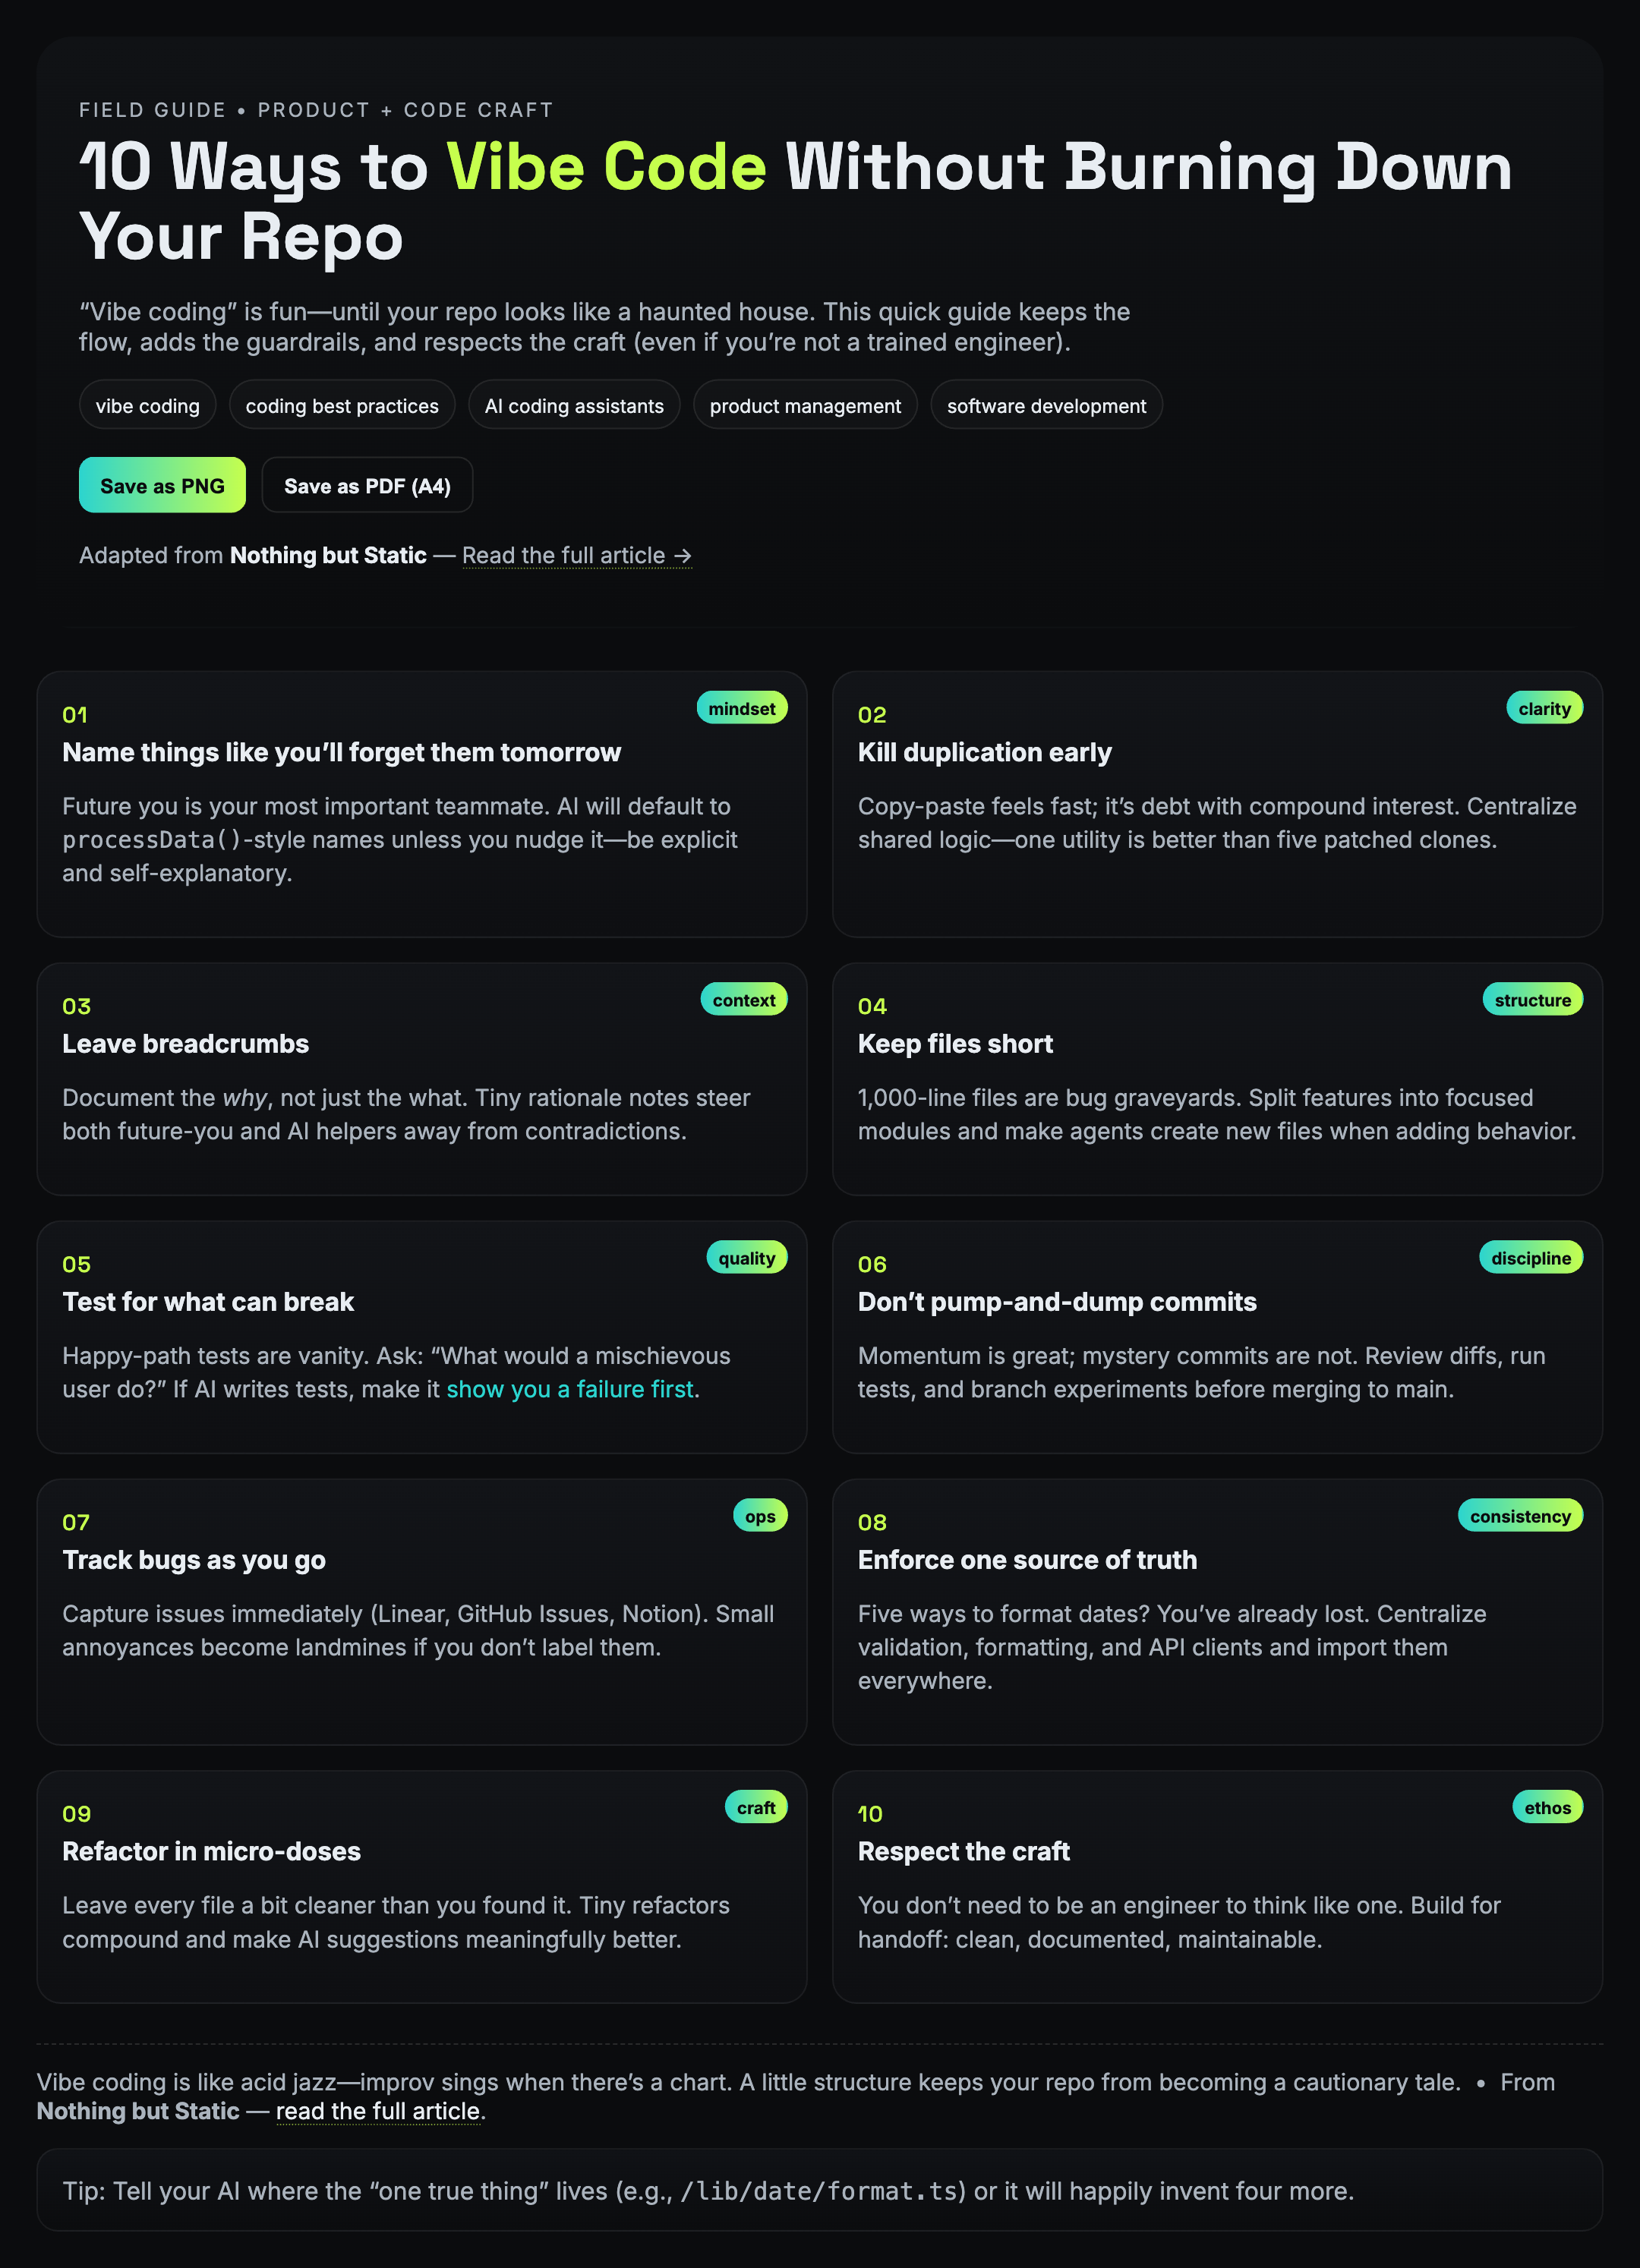 FIELD GUIDE • PRODUCT + CODE CRAFT
10 Ways to Vibe Code Without Burning Down
Your Repo
“Vibe coding” is fun—until your repo looks like a haunted house. This quick guide keeps the
flow, adds the guardrails, and respects the craft (even if you’re not a trained engineer).
vibe coding
coding best practices
AI coding assistants
product management
software development
Save as PNG
Save as PDF (A4)
Adapted from Nothing but Static — Read the full article →
01
mindset
Name things like you’ll forget them tomorrow
Future you is your most important teammate. AI will default to
processData()-style names unless you nudge it—be explicit
and self-explanatory.
02
clarity
Kill duplication early
Copy-paste feels fast; it’s debt with compound interest. Centralize
shared logic—one utility is better than five patched clones.
03
context
Leave breadcrumbs
Document the why, not just the what. Tiny rationale notes steer
both future-you and AI helpers away from contradictions.
04
structure
Keep files short
1,000-line files are bug graveyards. Split features into focused
modules and make agents create new files when adding behavior.
05
quality
Test for what can break
Happy-path tests are vanity. Ask: “What would a mischievous
user do?” If AI writes tests, make it show you a failure first.
06
discipline
Don’t pump-and-dump commits
Momentum is great; mystery commits are not. Review diffs, run
tests, and branch experiments before merging to main.
07
ops
Track bugs as you go
Capture issues immediately (Linear, GitHub Issues, Notion). Small
annoyances become landmines if you don’t label them.
08
consistency
Enforce one source of truth
Five ways to format dates? You’ve already lost. Centralize
validation, formatting, and API clients and import them
everywhere.
09
craft
Refactor in micro-doses
Leave every file a bit cleaner than you found it. Tiny refactors
compound and make AI suggestions meaningfully better.
10
ethos
Respect the craft
You don’t need to be an engineer to think like one. Build for
handoff: clean, documented, maintainable.
Vibe coding is like acid jazz—improv sings when there’s a chart. A little structure keeps your repo from becoming a cautionary tale. • From
Nothing but Static — read the full article.
Tip: Tell your AI where the “one true thing” lives (e.g., /lib/date/format.ts) or it will happily invent four more.